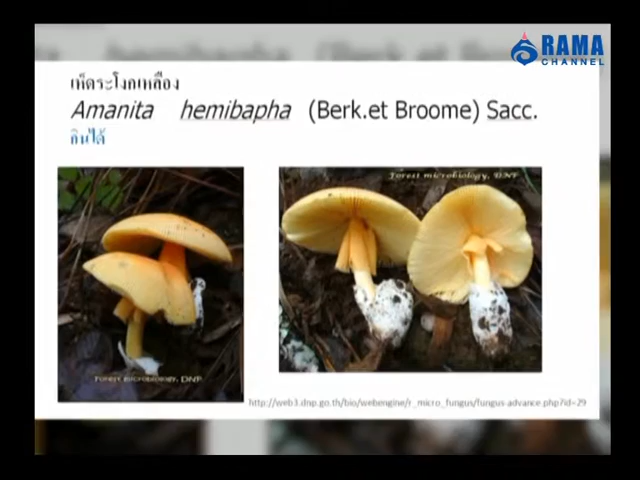 RAMA
CHANNEL
เห็ดระโงกเหลือง
Amanita hemibapha (Berk.et Broome) Sacc.
กินได้
Forest microbiology, DNP
Forest microbiology, DNP
http://web3.dnp.go.th/bio/webengine/r_micro_fungus/fungus-advance.php?id=29